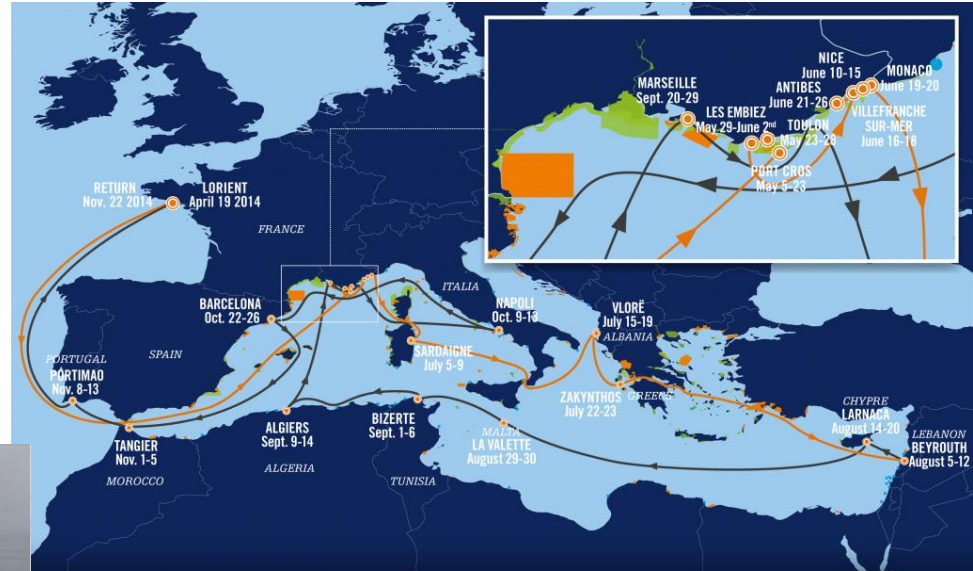 NICE
June 10-15
MONACO
June 19-20
MARSEILLE
Sept. 20-29
ANTIBES
June 21-26
LES EMBIEZ
May 29-June 2nd
TOULON
May 23-28
VILLEFRANCHE
SUR-MER
June 16-18
PORT CROS
May 5-23
RETURN
Nov. 22 2014
LORIENT
April 19 2014
FRANCE
ITALIA
BARCELONA
Oct. 22-26
NAPOLI
Oct. 9-13
VLORË
July 15-19
ALBANIA
SARDAIGNE
July 5-9
PORTUGAL
SPAIN
PORTIMAO
Nov. 8-13
ZAKYNTHOS
July 22-23
GREECE
CHYPRE
LARNACA
August 14-20
LEBANON
BEYROUTH
August 5-12
TANGIER
Nov. 1-5
MOROCCO
ALGIERS
Sept. 9-14
ALGERIA
BIZERTE
Sept. 1-6
TUNISIA
MALTA
LA VALETTE
August 29-30